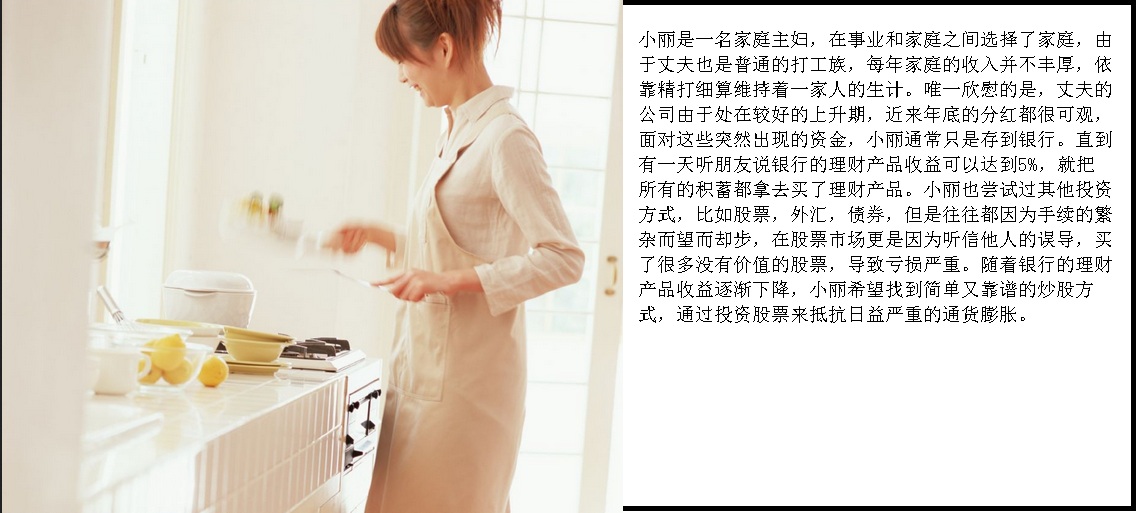 小丽是一名家庭主妇，在事业和家庭之间选择了家庭，由
于丈夫也是普通的打工族，每年家庭的收入并不丰厚，依
靠精打细算维持着一家人的生计。唯一欣慰的是，丈夫的
公司由于处在较好的上升期，近来年底的分红都很可观，
面对这些突然出现的资金，小丽通常只是存到银行。直到
有一天听朋友说银行的理财产品收益可以达到5%，就把
所有的积蓄都拿去买了理财产品。小丽也尝试过其他投资
方式，比如股票，外汇，债券，但是往往都因为手续的繁
杂而望而却步，在股票市场更是因为听信他人的误导，买
了很多没有价值的股票，导致亏损严重。随着银行的理财
产品收益逐渐下降，小丽希望找到简单又靠谱的炒股方
式，通过投资股票来抵抗日益严重的通货膨胀。